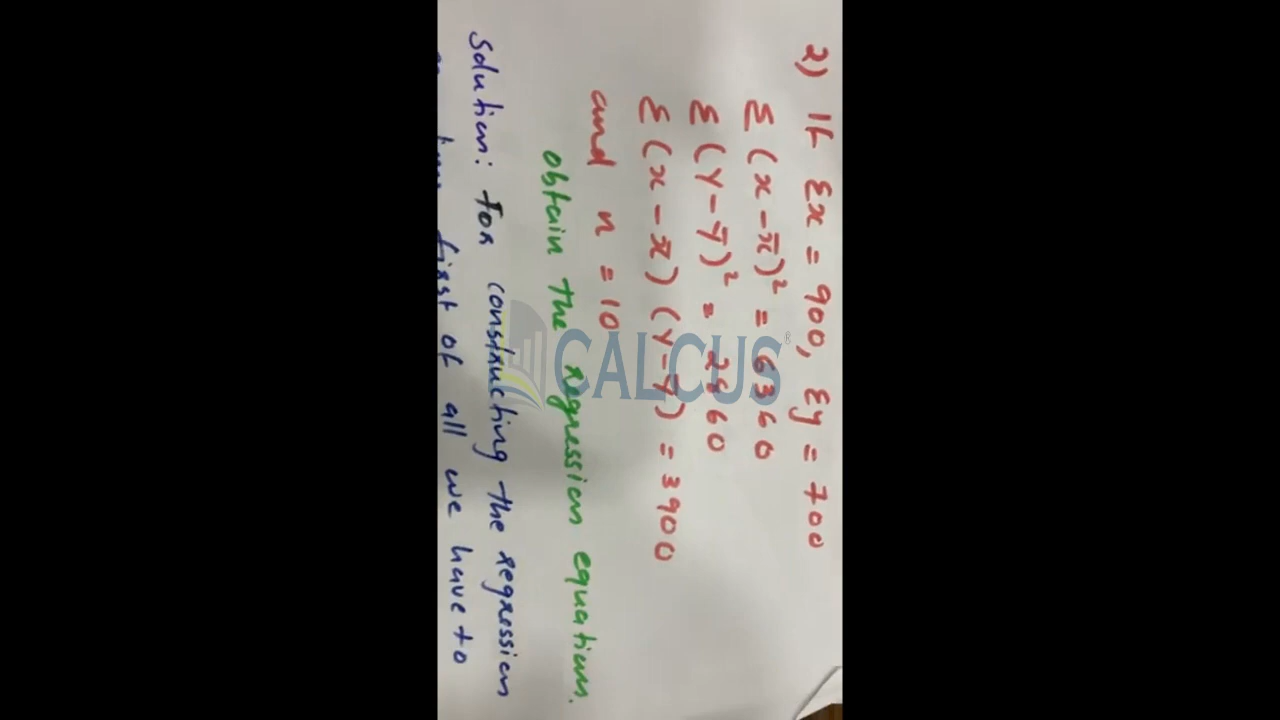 2) If Σx = 900, Σy = 700
Σ(x - x̄)² = 6360
Σ(Y - Ȳ)² = 2860
Σ(x - x̄)(Y - Ȳ) = 3900
and n = 10
obtain the regression equation.
Solution: For constructing the regression
first of all we have to
CALCUS®